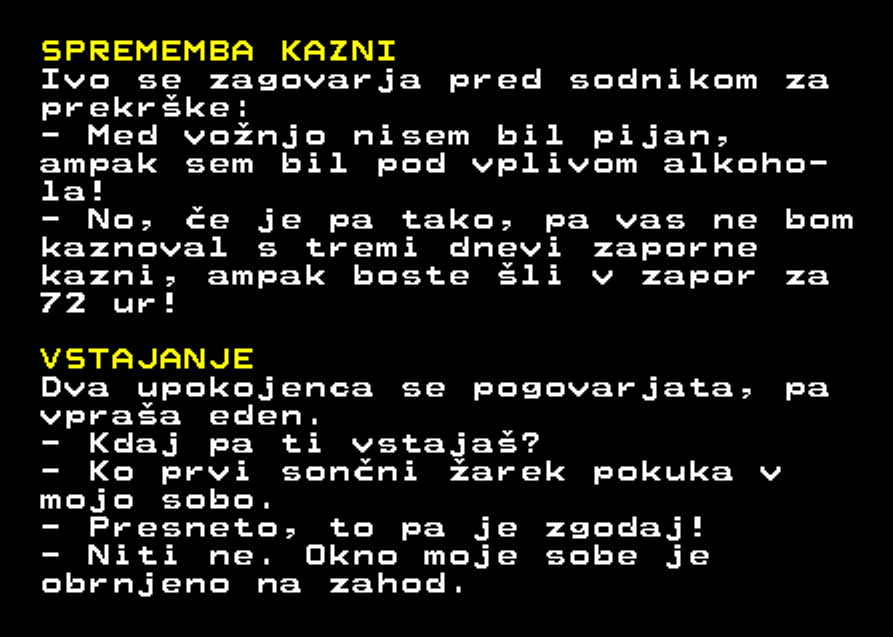 SPREMEMBA KAZNI
Ivo se zagovarja pred sodnikom za
prekrške:
- Med vožnjo nisem bil pijan,
ampak sem bil pod vplivom alkoho-
la!
- No, če je pa tako, pa vas ne bom
kaznoval s tremi dnevi zaporne
kazni, ampak boste šli v zapor za
72 ur!
VSTAJANJE
Dva upokojenca se pogovarjata, pa
vpraša eden.
- Kdaj pa ti vstajaš?
- Ko prvi sončni žarek pokuka v
mojo sobo.
- Presneto, to pa je zgodaj!
- Niti ne. Okno moje sobe je
obrnjeno na zahod.